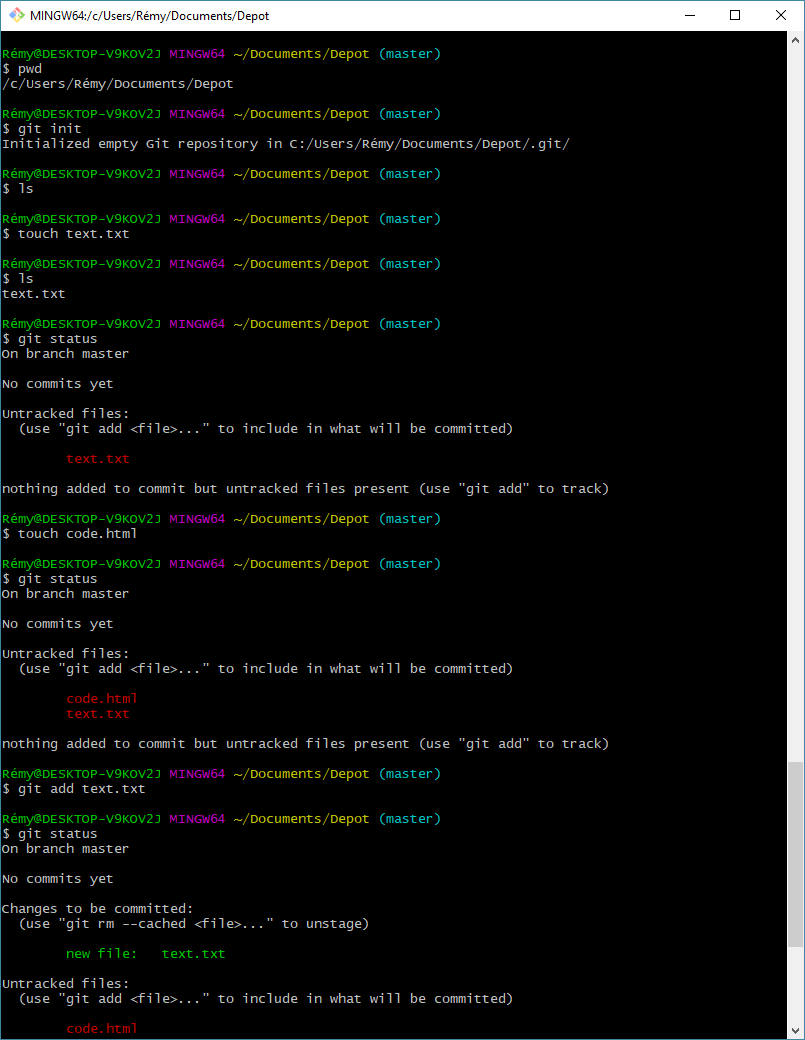 MINGW64:/c/Users/Rémy/Documents/Depot
Rémy@DESKTOP-V9KOV2J MINGW64 ~/Documents/Depot (master)
$ pwd
/c/Users/Rémy/Documents/Depot
Rémy@DESKTOP-V9KOV2J MINGW64 ~/Documents/Depot (master)
$ git init
Initialized empty Git repository in C:/Users/Rémy/Documents/Depot/.git/
Rémy@DESKTOP-V9KOV2J MINGW64 ~/Documents/Depot (master)
$ ls
Rémy@DESKTOP-V9KOV2J MINGW64 ~/Documents/Depot (master)
$ touch text.txt
Rémy@DESKTOP-V9KOV2J MINGW64 ~/Documents/Depot (master)
$ ls
text.txt
Rémy@DESKTOP-V9KOV2J MINGW64 ~/Documents/Depot (master)
$ git status
On branch master
No commits yet
Untracked files:
  (use "git add <file>..." to include in what will be committed)
        text.txt
nothing added to commit but untracked files present (use "git add" to track)
Rémy@DESKTOP-V9KOV2J MINGW64 ~/Documents/Depot (master)
$ touch code.html
Rémy@DESKTOP-V9KOV2J MINGW64 ~/Documents/Depot (master)
$ git status
On branch master
No commits yet
Untracked files:
  (use "git add <file>..." to include in what will be committed)
        code.html
        text.txt
nothing added to commit but untracked files present (use "git add" to track)
Rémy@DESKTOP-V9KOV2J MINGW64 ~/Documents/Depot (master)
$ git add text.txt
Rémy@DESKTOP-V9KOV2J MINGW64 ~/Documents/Depot (master)
$ git status
On branch master
No commits yet
Changes to be committed:
  (use "git rm --cached <file>..." to unstage)
        new file:   text.txt
Untracked files:
  (use "git add <file>..." to include in what will be committed)
        code.html